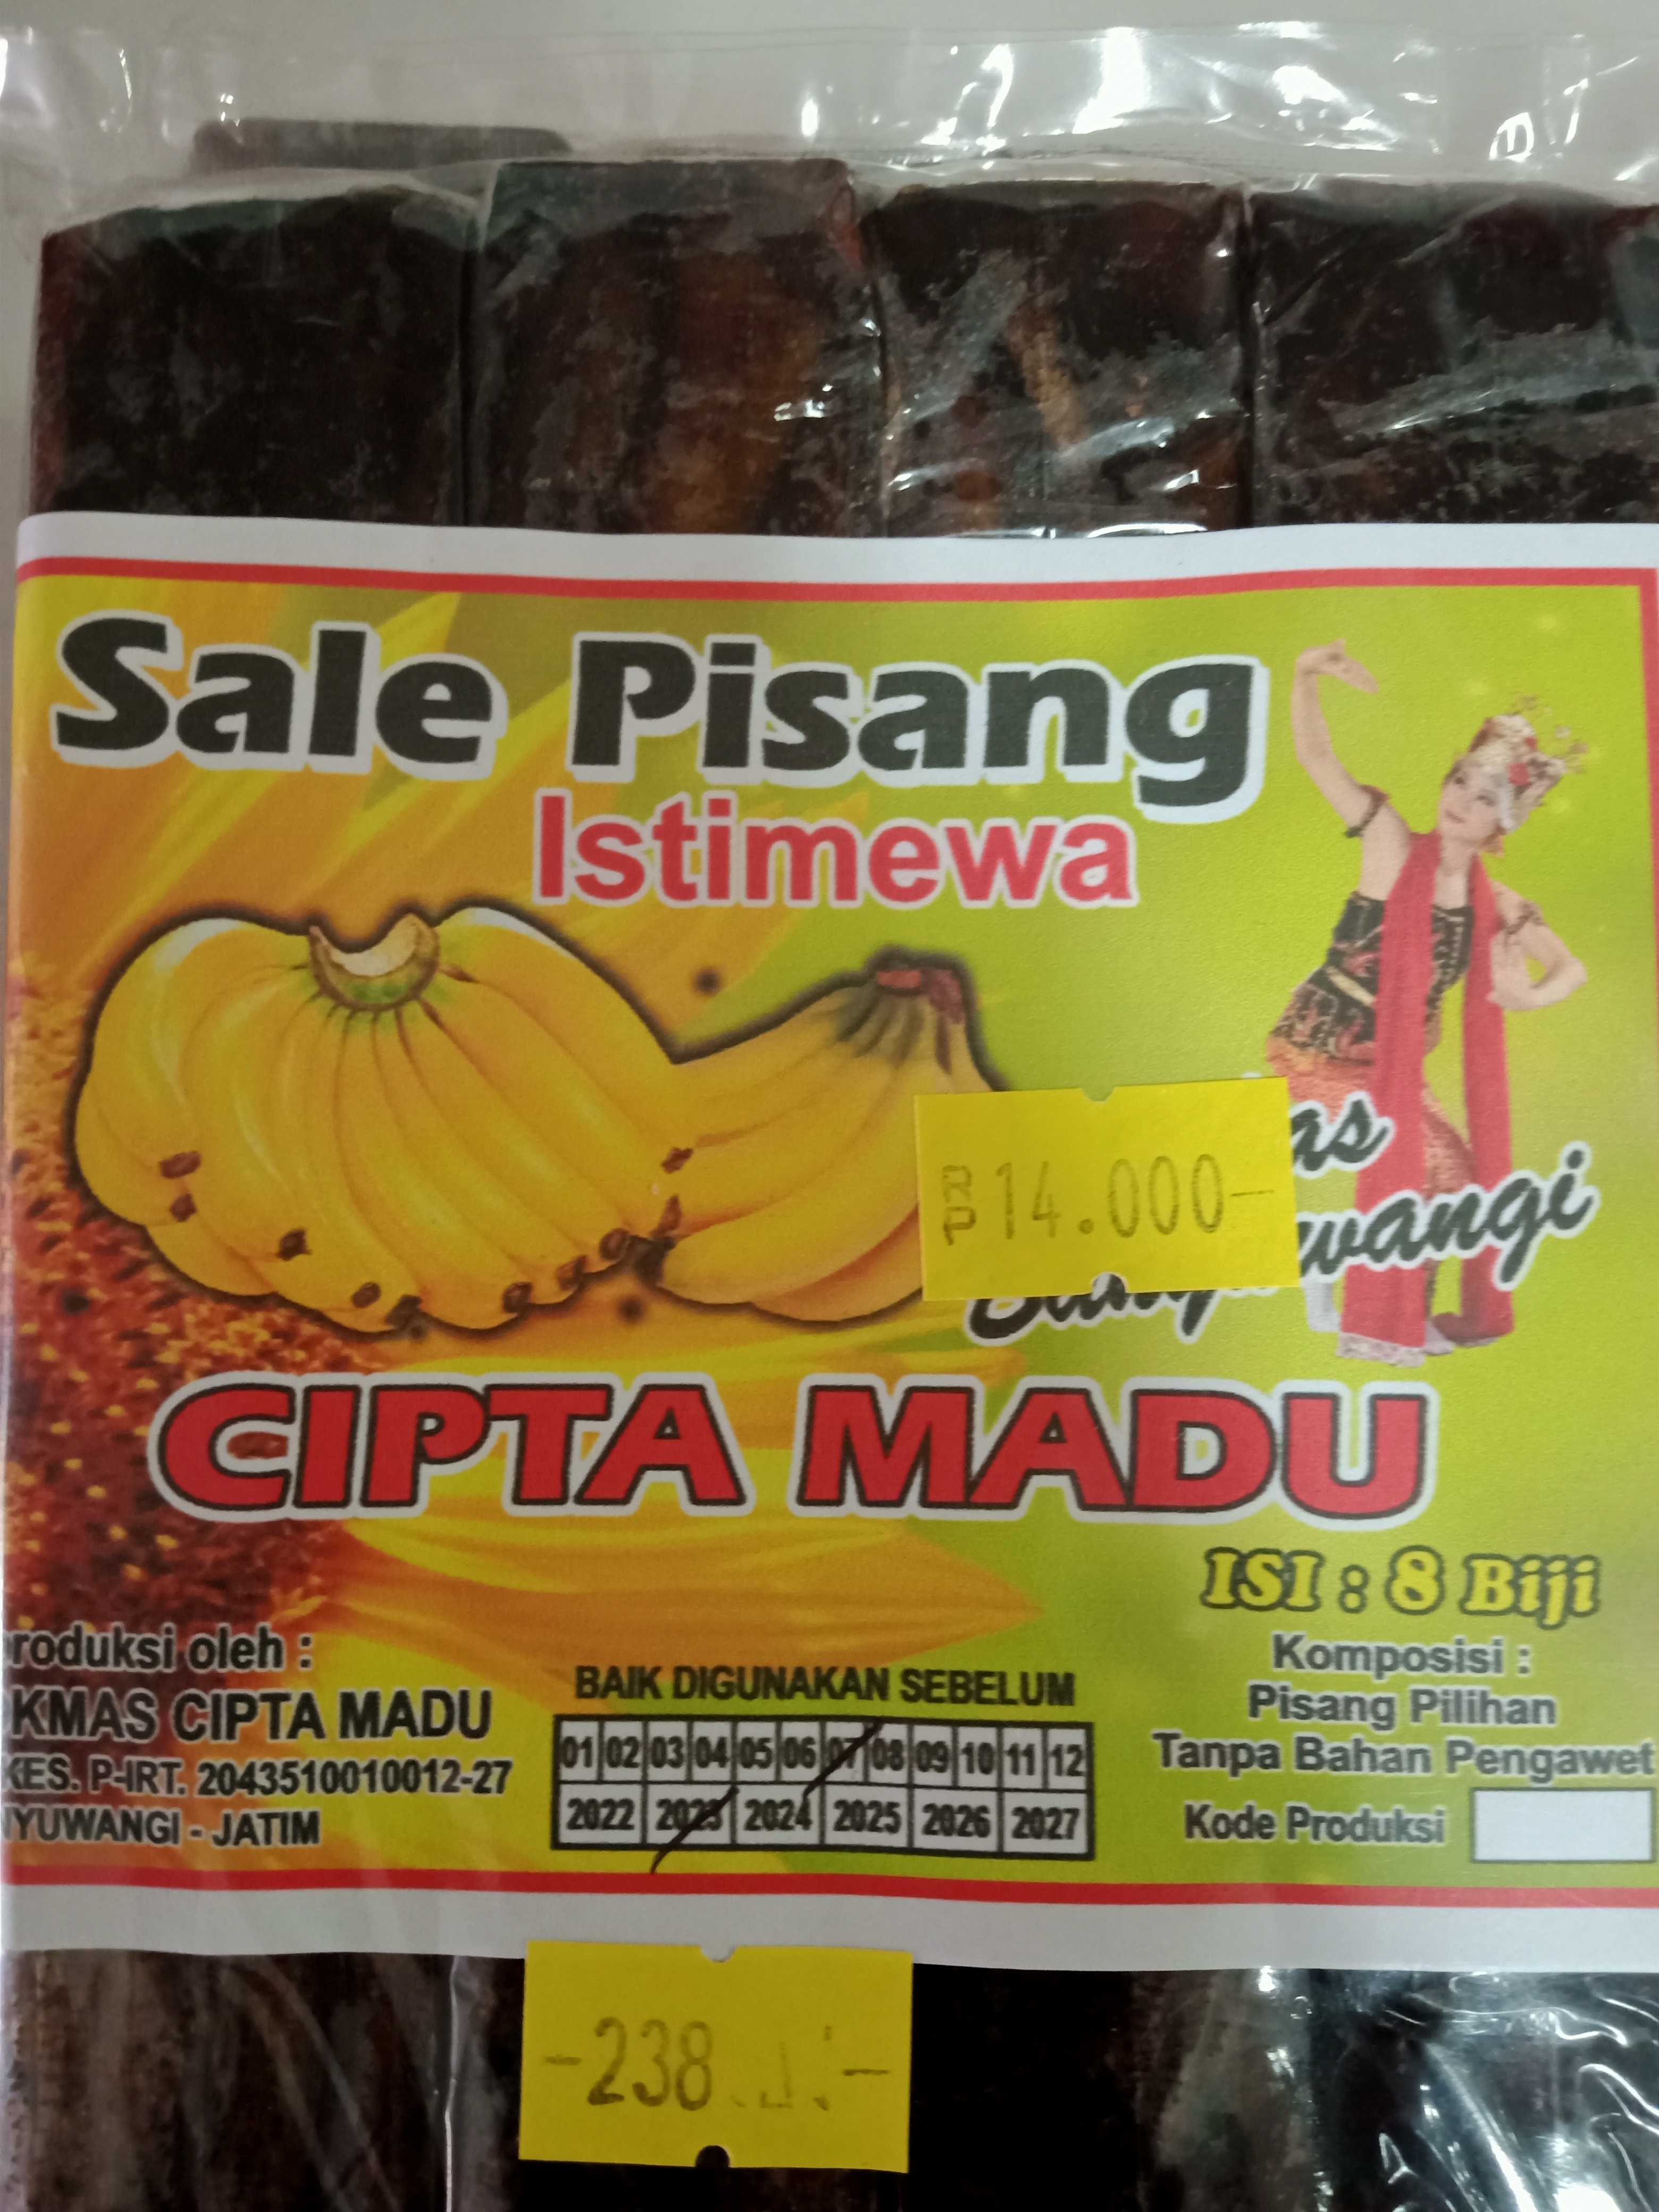 Sale Pisang
Istimewa
Rp 14.000-
as
wangi
CIPTA MADU
ISI : 8 Biji
roduksi oleh :
KMAS CIPTA MADU
KES. P-IRT. 2043510010012-27
NYUWANGI - JATIM
BAIK DIGUNAKAN SEBELUM
01 02 03 04 05 06 07 08 09 10 11 12
2022 2023 2024 2025 2026 2027
Komposisi :
Pisang Pilihan
Tanpa Bahan Pengawet
Kode Produksi
-238